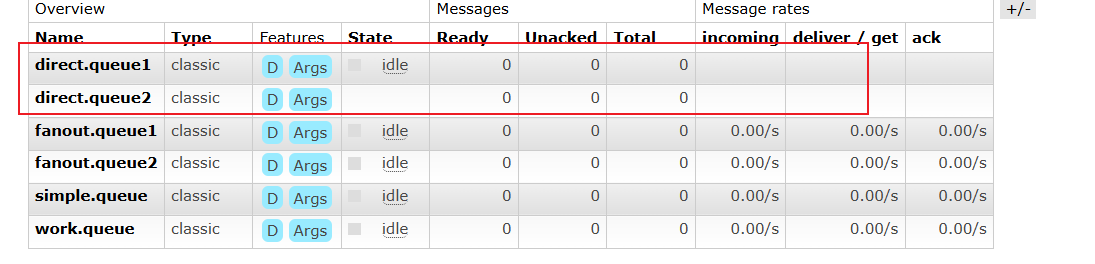 Overview Messages Message rates +/-
Name Type Features State Ready Unacked Total incoming deliver / get ack
direct.queue1 classic D Args idle 0 0 0
direct.queue2 classic D Args 0 0 0
fanout.queue1 classic D Args idle 0 0 0 0.00/s 0.00/s 0.00/s
fanout.queue2 classic D Args idle 0 0 0 0.00/s 0.00/s 0.00/s
simple.queue classic D Args idle 0 0 0 0.00/s 0.00/s 0.00/s
work.queue classic D Args idle 0 0 0 0.00/s 0.00/s 0.00/s